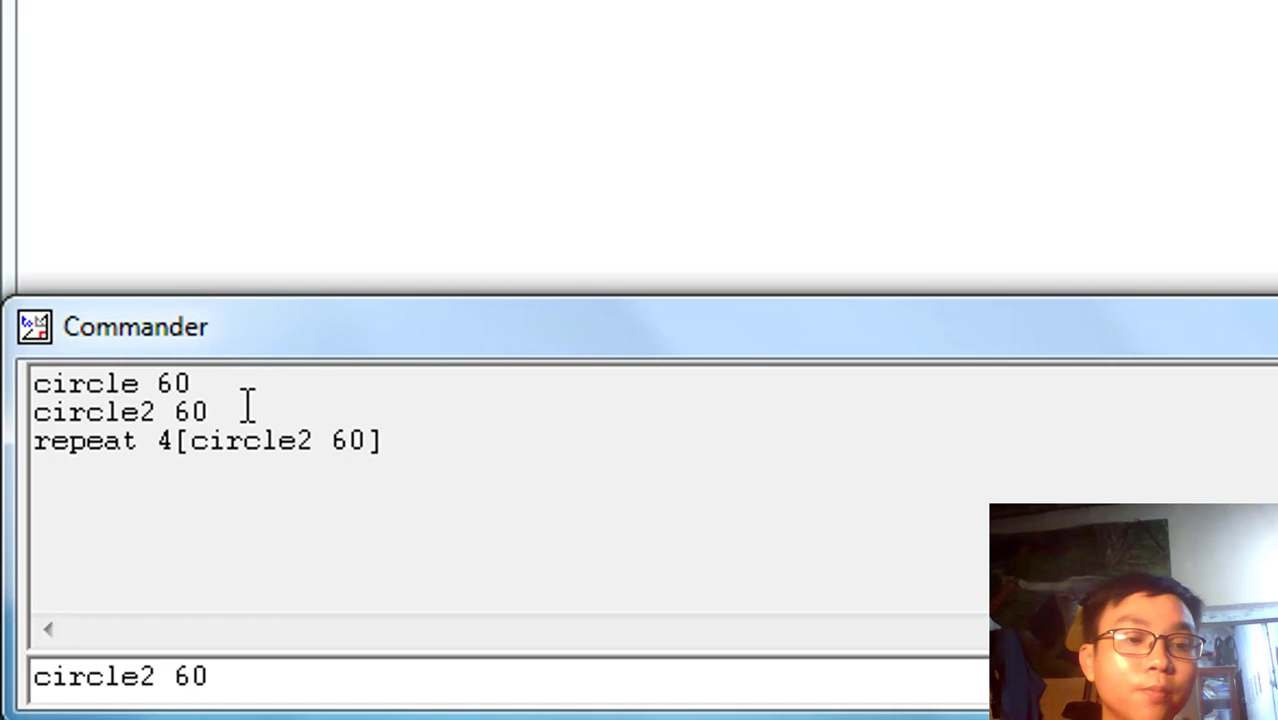 Commander
circle 60
circle2 60
repeat 4[circle2 60]
circle2 60